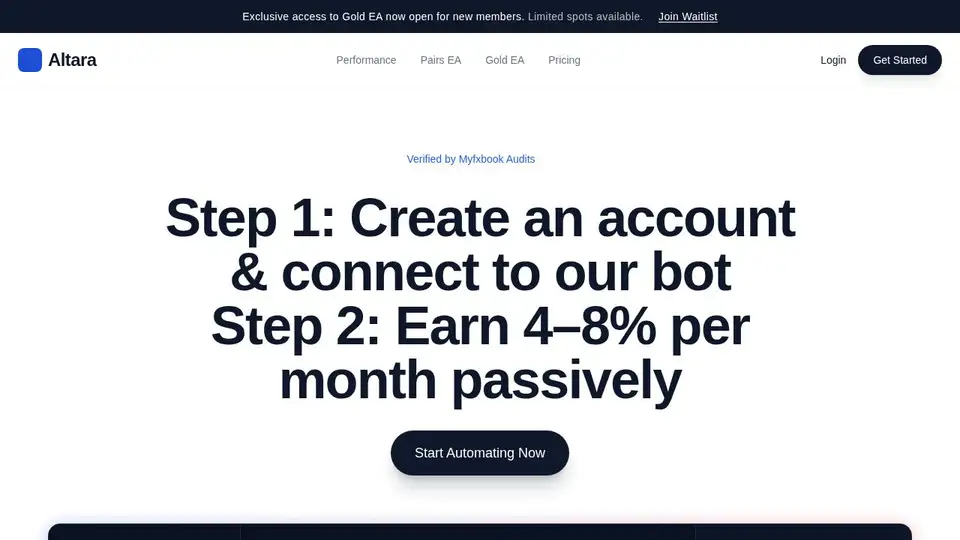 Exclusive access to Gold EA now open for new members. Limited spots available. Join Waitlist
Altara
Performance Pairs EA Gold EA Pricing
Login Get Started
Verified by Myfxbook Audits
Step 1: Create an account
& connect to our bot
Step 2: Earn 4–8% per
month passively
Start Automating Now